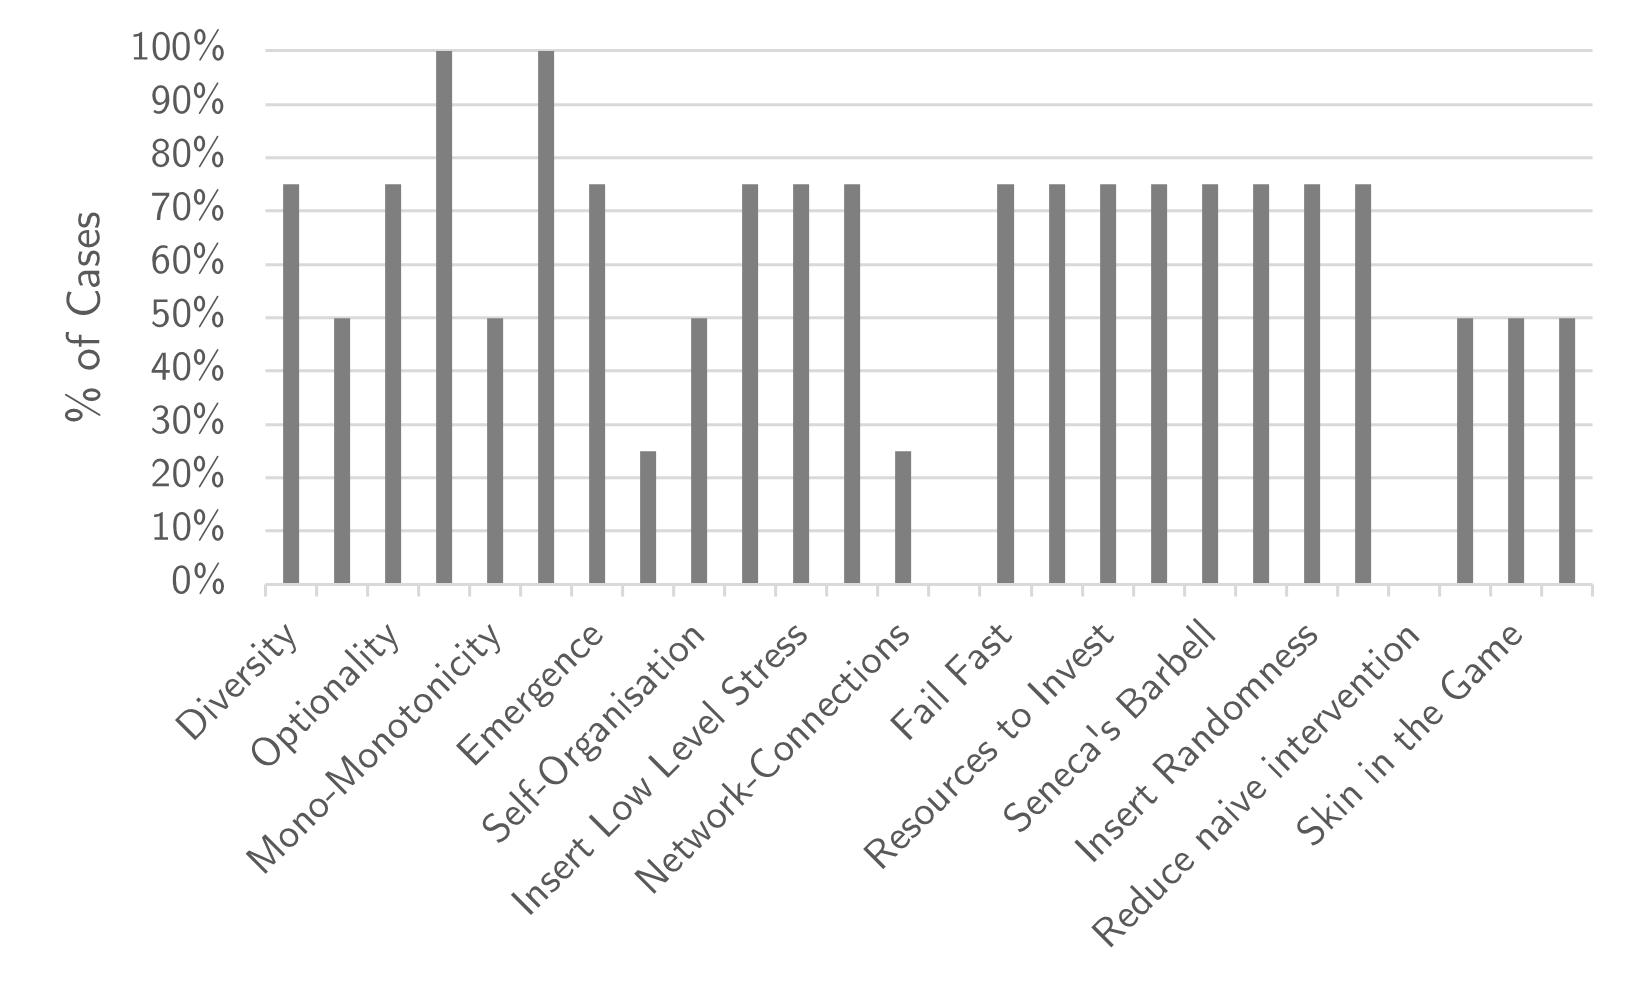 100%
90%
80%
70%
60%
50%
40%
30%
20%
10%
0%
% of Cases
Diversity
Optionality
Mono-Monotonicity
Emergence
Self-Organisation
Insert Low Level Stress
Network-Connections
Fail Fast
Resources to Invest
Seneca's Barbell
Insert Randomness
Reduce naive intervention
Skin in the Game